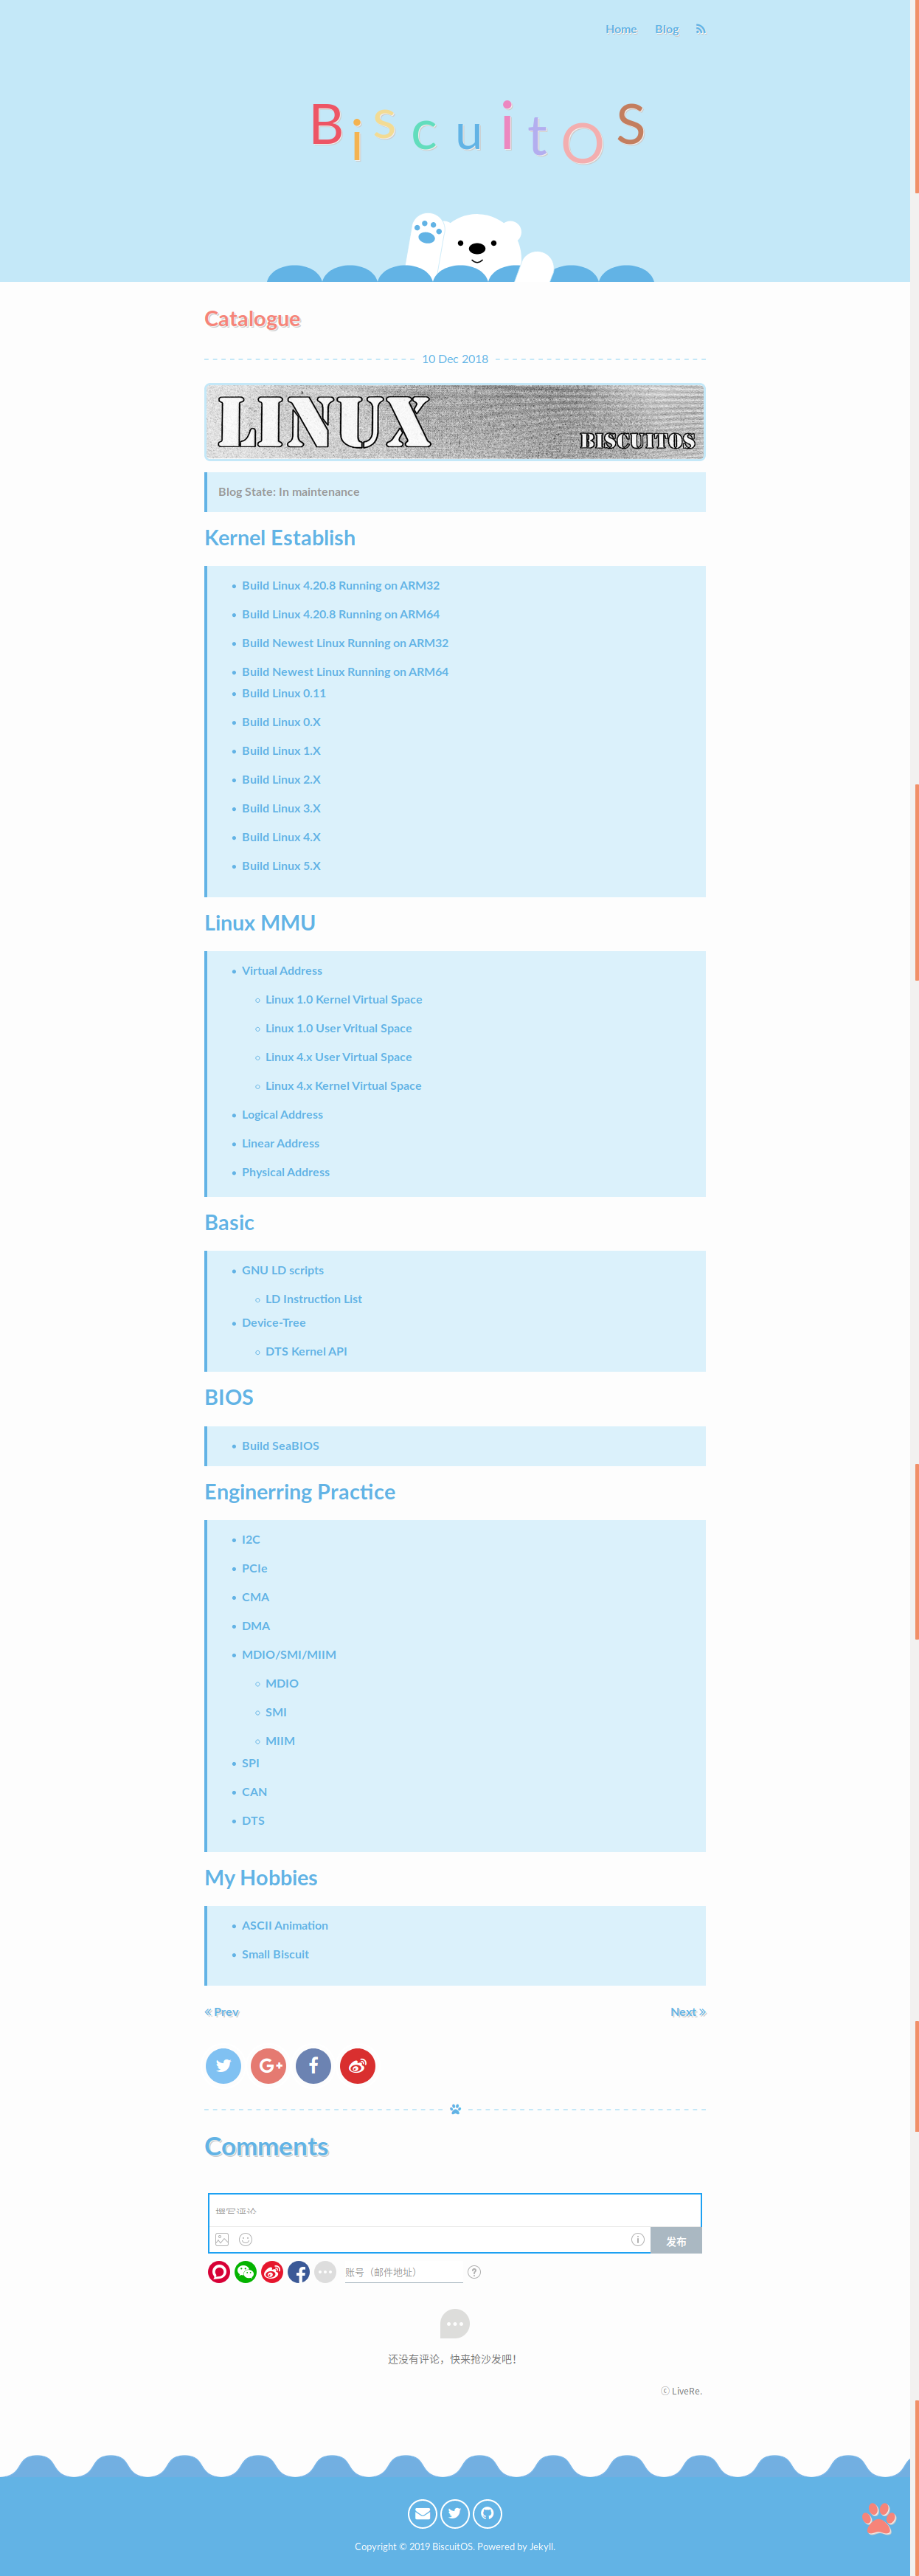 Home Blog
BiscuitOS
Catalogue
10 Dec 2018
LINUX
BISCUITOS
Blog State: In maintenance
Kernel Establish
Build Linux 4.20.8 Running on ARM32
Build Linux 4.20.8 Running on ARM64
Build Newest Linux Running on ARM32
Build Newest Linux Running on ARM64
Build Linux 0.11
Build Linux 0.X
Build Linux 1.X
Build Linux 2.X
Build Linux 3.X
Build Linux 4.X
Build Linux 5.X
Linux MMU
Virtual Address
Linux 1.0 Kernel Virtual Space
Linux 1.0 User Vritual Space
Linux 4.x User Virtual Space
Linux 4.x Kernel Virtual Space
Logical Address
Linear Address
Physical Address
Basic
GNU LD scripts
LD Instruction List
Device-Tree
DTS Kernel API
BIOS
Build SeaBIOS
Enginerring Practice
I2C
PCIe
CMA
DMA
MDIO/SMI/MIIM
MDIO
SMI
MIIM
SPI
CAN
DTS
My Hobbies
ASCII Animation
Small Biscuit
« Prev
Next »
Comments
撰写评论
发布
账号（邮件地址）
还没有评论，快来抢沙发吧！
ⓒ LiveRe.
Copyright © 2019 BiscuitOS. Powered by Jekyll.